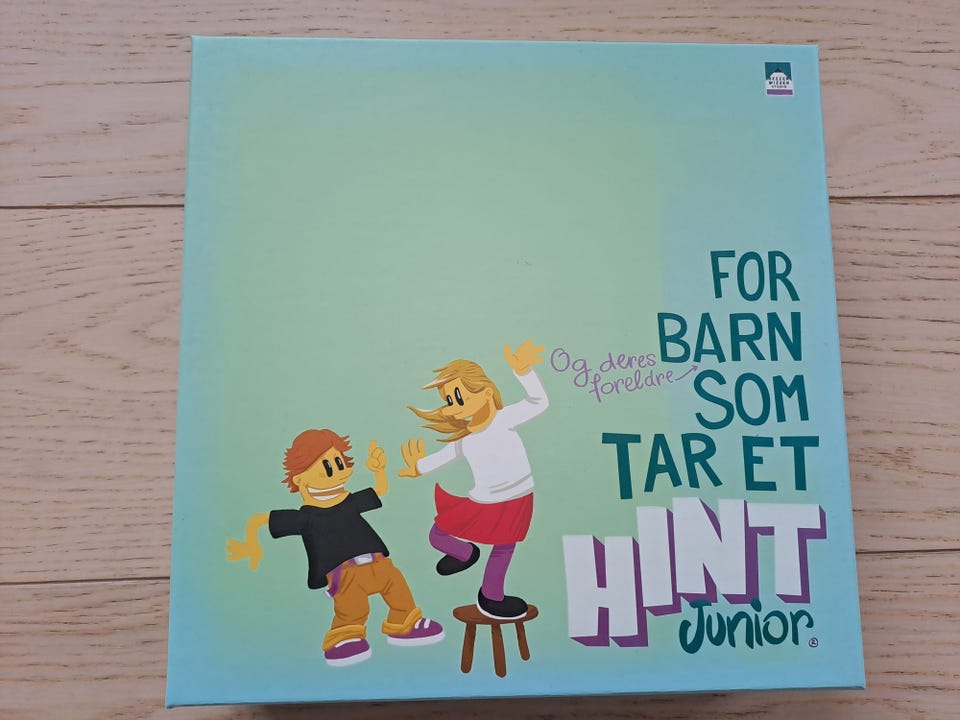 FOR
BARN
Og deres
foreldre
SOM
TAR ET
HINT
Junior®